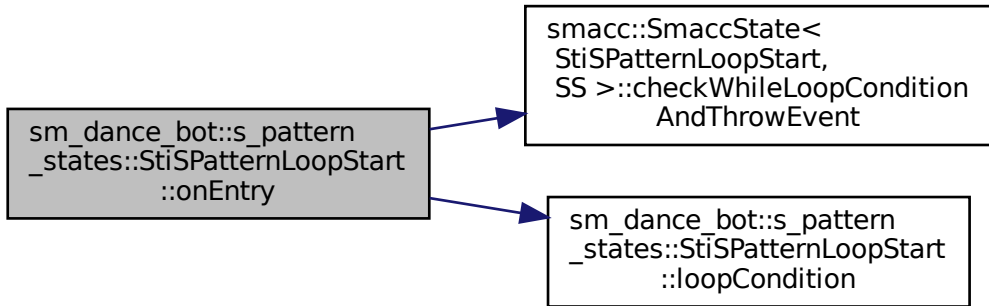 sm_dance_bot::s_pattern
_states::StiSPatternLoopStart
::onEntry
smacc::SmaccState<
StiSPatternLoopStart,
SS >::checkWhileLoopCondition
AndThrowEvent
sm_dance_bot::s_pattern
_states::StiSPatternLoopStart
::loopCondition